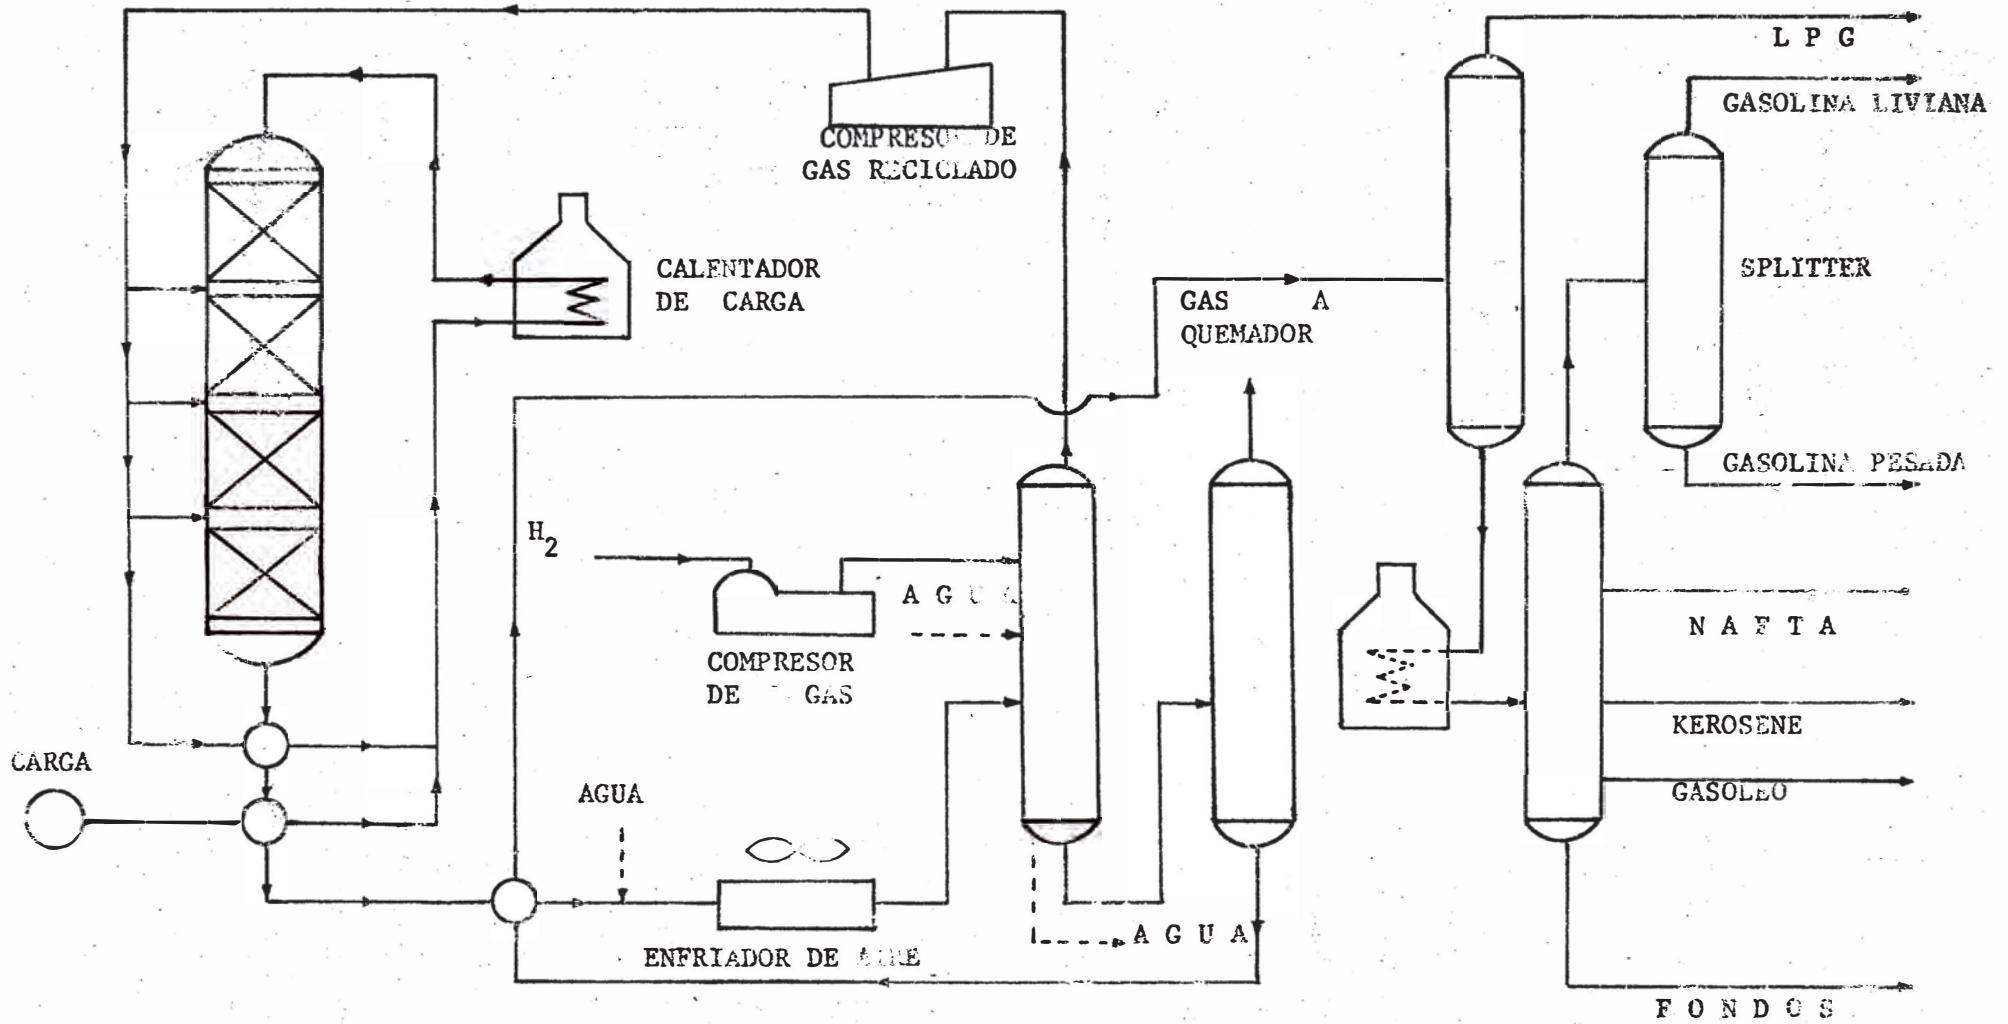 L P G
GASOLINA LIVIANA
COMPRESOR DE
GAS RECICLADO
SPLITTER
CALENTADOR
DE CARGA
GAS A
QUEMADOR
GASOLINA PESADA
H2
A G U A
N A F T A
COMPRESOR
DE GAS
KEROSENE
CARGA
AGUA
GASOLEO
A G U A
ENFRIADOR DE AIRE
F O N D O S